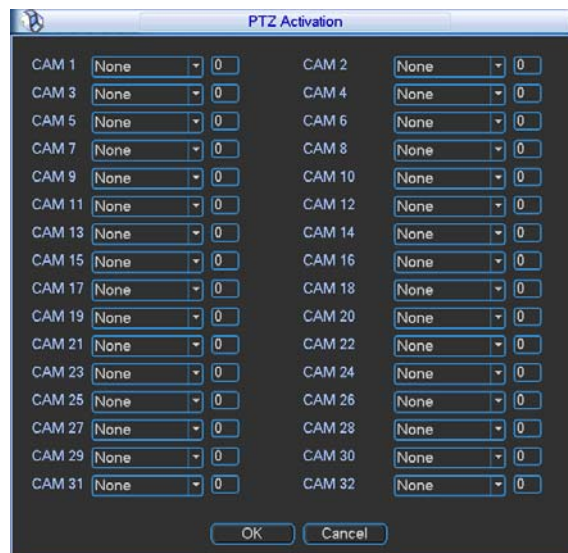 PTZ Activation
CAM 1 None 0 CAM 2 None 0
CAM 3 None 0 CAM 4 None 0
CAM 5 None 0 CAM 6 None 0
CAM 7 None 0 CAM 8 None 0
CAM 9 None 0 CAM 10 None 0
CAM 11 None 0 CAM 12 None 0
CAM 13 None 0 CAM 14 None 0
CAM 15 None 0 CAM 16 None 0
CAM 17 None 0 CAM 18 None 0
CAM 19 None 0 CAM 20 None 0
CAM 21 None 0 CAM 22 None 0
CAM 23 None 0 CAM 24 None 0
CAM 25 None 0 CAM 26 None 0
CAM 27 None 0 CAM 28 None 0
CAM 29 None 0 CAM 30 None 0
CAM 31 None 0 CAM 32 None 0
OK Cancel